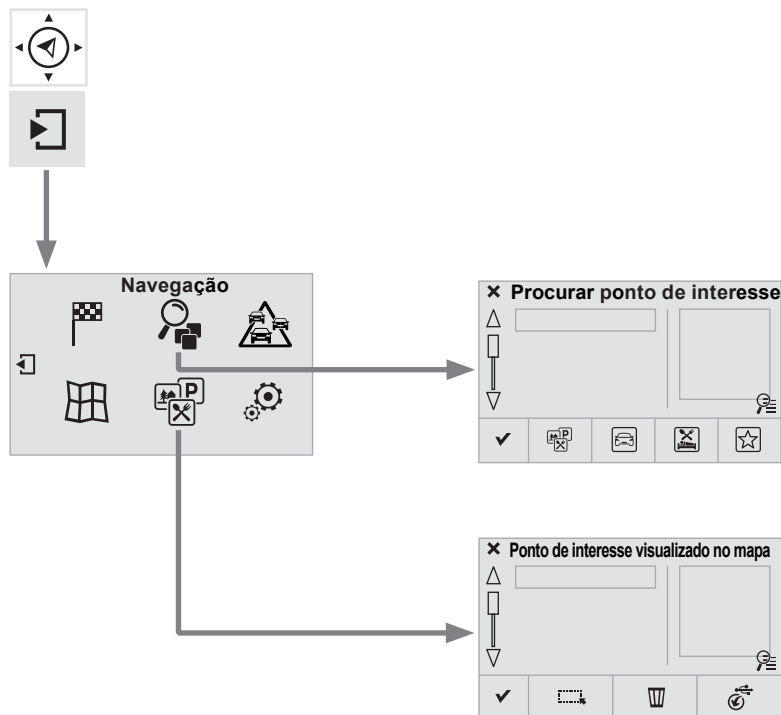 Navegação
Procurar ponto de interesse
P
P
Ponto de interesse visualizado no mapa